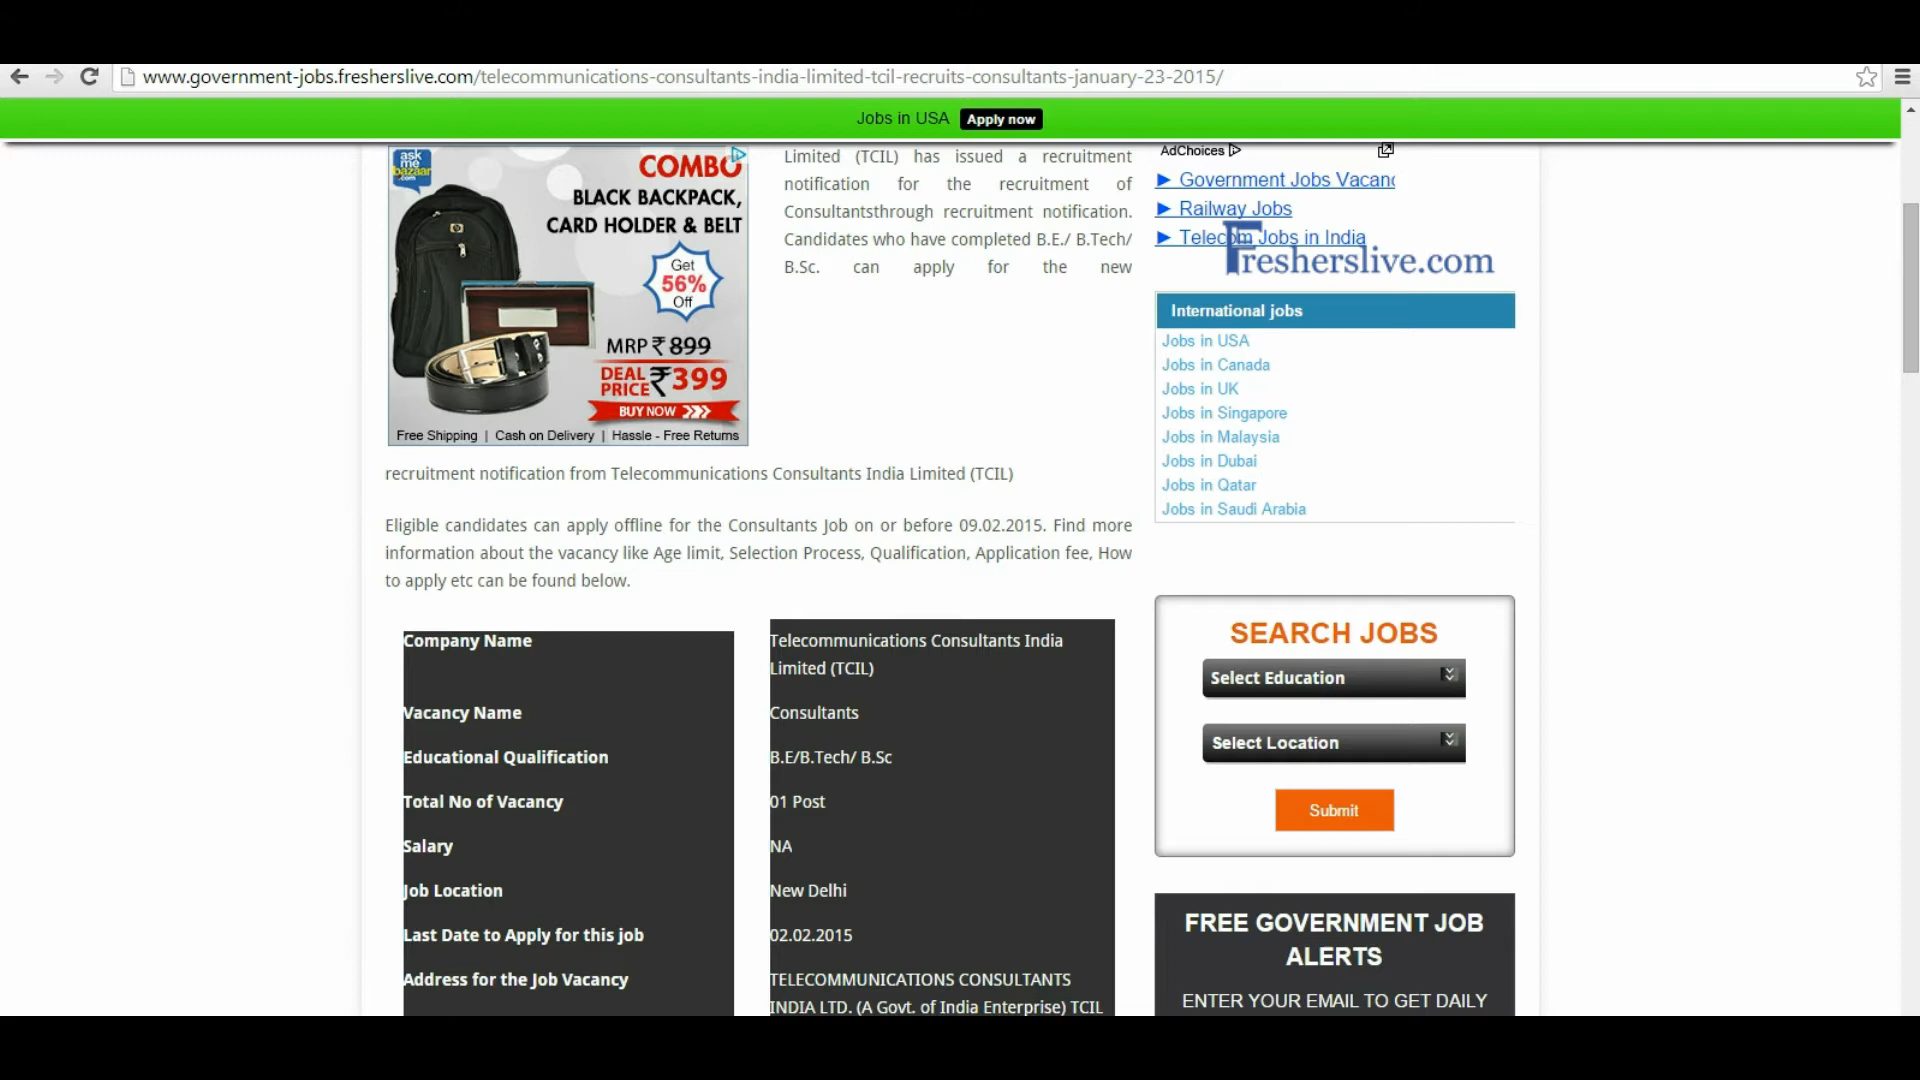 www.government-jobs.fresherslive.com/telecommunications-consultants-india-limited-tcil-recruits-consultants-january-23-2015/
Jobs in USA Apply now
ask
me
bazaar
.com
COMBO
BLACK BACKPACK,
CARD HOLDER & BELT
Get
56%
Off
MRP ₹ 899
DEAL
PRICE ₹399
BUY NOW
Free Shipping | Cash on Delivery | Hassle - Free Returns
Limited (TCIL) has issued a recruitment
notification for the recruitment of
Consultantsthrough recruitment notification.
Candidates who have completed B.E./ B.Tech/
B.Sc. can apply for the new
recruitment notification from Telecommunications Consultants India Limited (TCIL)
Eligible candidates can apply offline for the Consultants Job on or before 09.02.2015. Find more
information about the vacancy like Age limit, Selection Process, Qualification, Application fee, How
to apply etc can be found below.
Company Name Telecommunications Consultants India
Limited (TCIL)
Vacancy Name Consultants
Educational Qualification B.E/B.Tech/ B.Sc
Total No of Vacancy 01 Post
Salary NA
Job Location New Delhi
Last Date to Apply for this job 02.02.2015
Address for the Job Vacancy TELECOMMUNICATIONS CONSULTANTS
INDIA LTD. (A Govt. of India Enterprise) TCIL
AdChoices
► Government Jobs Vacanc
► Railway Jobs
► Telecom Jobs in India
Fresherslive.com
International jobs
Jobs in USA
Jobs in Canada
Jobs in UK
Jobs in Singapore
Jobs in Malaysia
Jobs in Dubai
Jobs in Qatar
Jobs in Saudi Arabia
SEARCH JOBS
Select Education
Select Location
Submit
FREE GOVERNMENT JOB
ALERTS
ENTER YOUR EMAIL TO GET DAILY